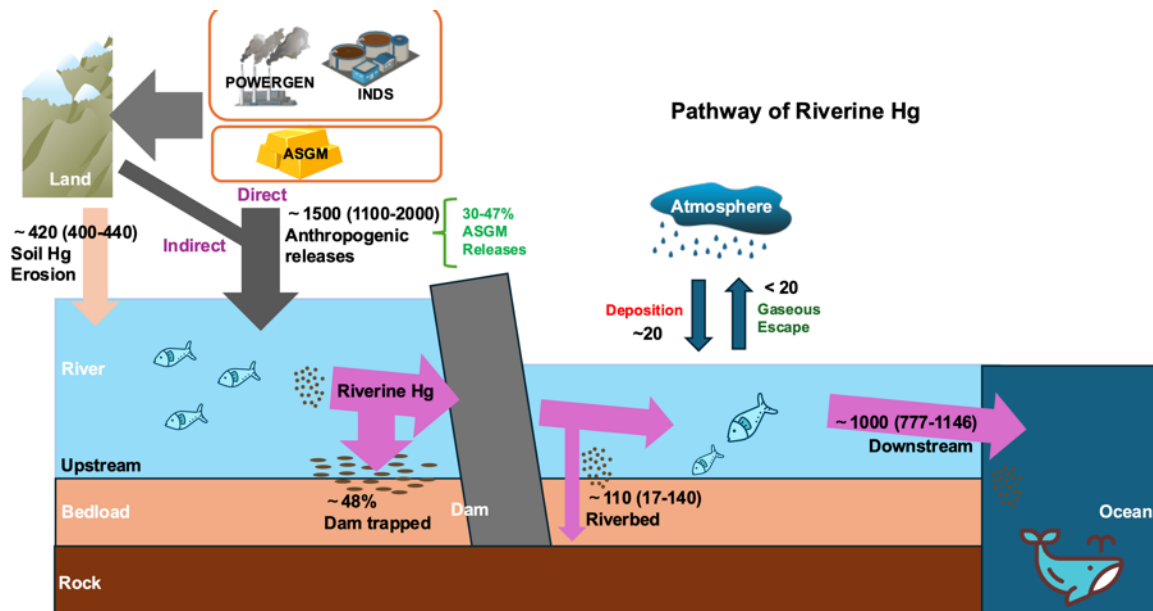 POWERGEN
INDS
Pathway of Riverine Hg
ASGM
Land
Direct
Atmosphere
~ 420 (400-440)
Soil Hg
Erosion
Indirect
~ 1500 (1100-2000)
Anthropogenic
releases
30-47%
ASGM
Releases
Deposition
~20
< 20
Gaseous
Escape
River
Riverine Hg
~ 1000 (777-1146)
Downstream
Upstream
~ 48%
Dam trapped
Dam
~ 110 (17-140)
Riverbed
Bedload
Ocean
Rock